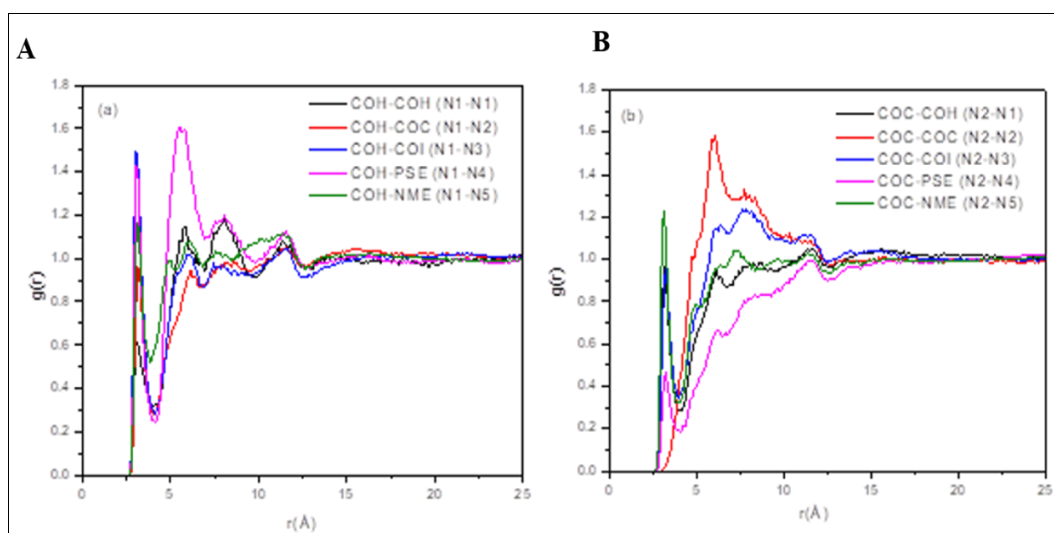 A
B
1.8
1.6
1.4
1.2
1.0
0.8
0.6
0.4
0.2
0.0
g(r)
(a)
COH-COH (N1-N1)
COH-COC (N1-N2)
COH-COI (N1-N3)
COH-PSE (N1-N4)
COH-NME (N1-N5)
0 5 10 15 20 25
r(Å)
1.8
1.6
1.4
1.2
1.0
0.8
0.6
0.4
0.2
0.0
g(r)
(b)
COC-COH (N2-N1)
COC-COC (N2-N2)
COC-COI (N2-N3)
COC-PSE (N2-N4)
COC-NME (N2-N5)
0 5 10 15 20 25
r(Å)